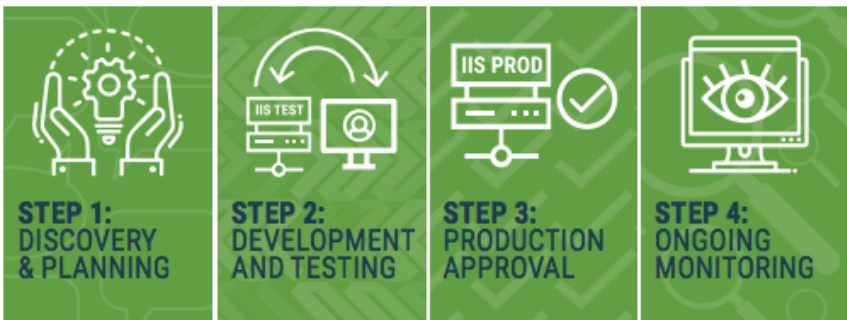 IIS TEST
IIS PROD
STEP 1:
DISCOVERY
& PLANNING
STEP 2:
DEVELOPMENT
AND TESTING
STEP 3:
PRODUCTION
APPROVAL
STEP 4:
ONGOING
MONITORING